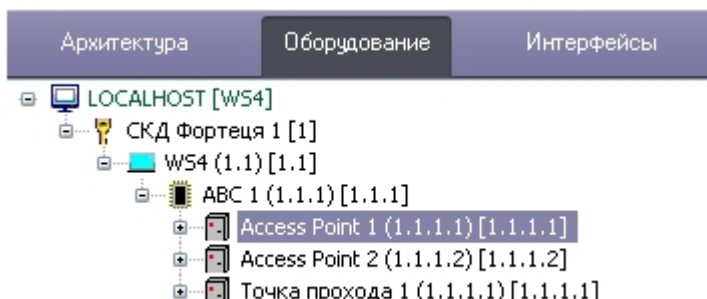 Архитектура Оборудование Интерфейсы
LOCALHOST [WS4]
СКД Фортеця 1 [1]
WS4 (1.1) [1.1]
ABC 1 (1.1.1) [1.1.1]
Access Point 1 (1.1.1.1) [1.1.1.1]
Access Point 2 (1.1.1.2) [1.1.1.2]
Точка прохода 1 (1.1.1.1) [1.1.1.1]